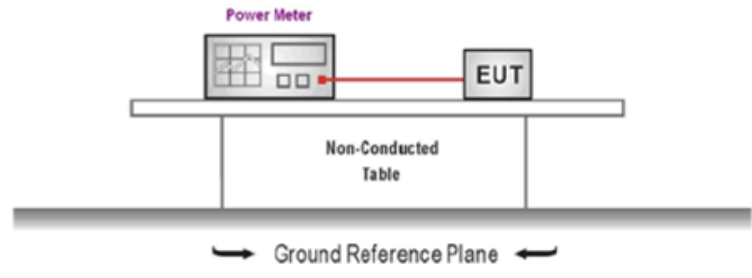 Power Meter
EUT
Non-Conducted
Table
Ground Reference Plane